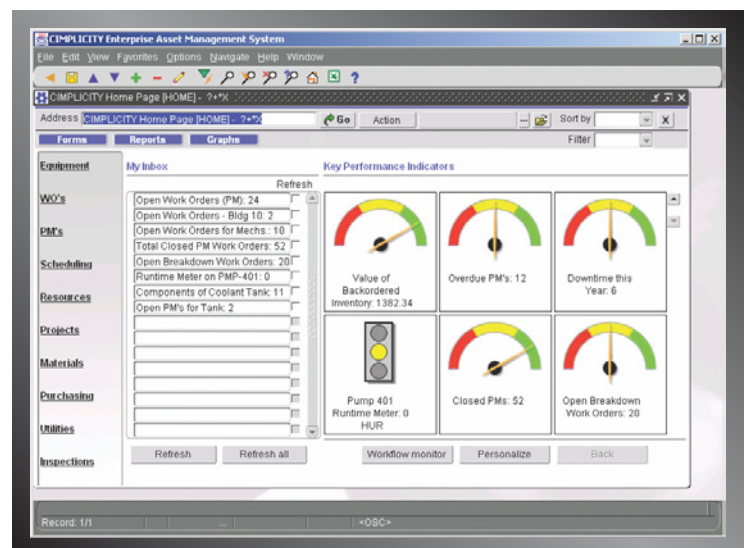 CIMPLICITY Enterprise Asset Management System
File Edit View Favorites Options Navigate Help Window
CIMPLICITY Home Page [HOME] - ?+*X
Address CIMPLICITY Home Page [HOME] - ?+*X Go Action ... Sort by X
Forms Reports Graphs Filter
Equipment
WO's
PM's
Scheduling
Resources
Projects
Materials
Purchasing
Utilities
Inspections
My Inbox
Refresh
Open Work Orders (PM): 24
Open Work Orders - Bldg 10: 2
Open Work Orders for Mechs.: 10
Total Closed PM Work Orders: 52
Open Breakdown Work Orders: 20
Runtime Meter on PMP-401: 0
Components of Coolant Tank: 11
Open PM's for Tank: 2
Refresh Refresh all
Key Performance Indicators
Value of
Backordered
Inventory: 1382.34
Overdue PM's: 12
Downtime this
Year: 6
Pump 401
Runtime Meter: 0
HUR
Closed PMs: 52
Open Breakdown
Work Orders: 20
Workflow monitor Personalize Back
Record: 1/1 ... <OSC>